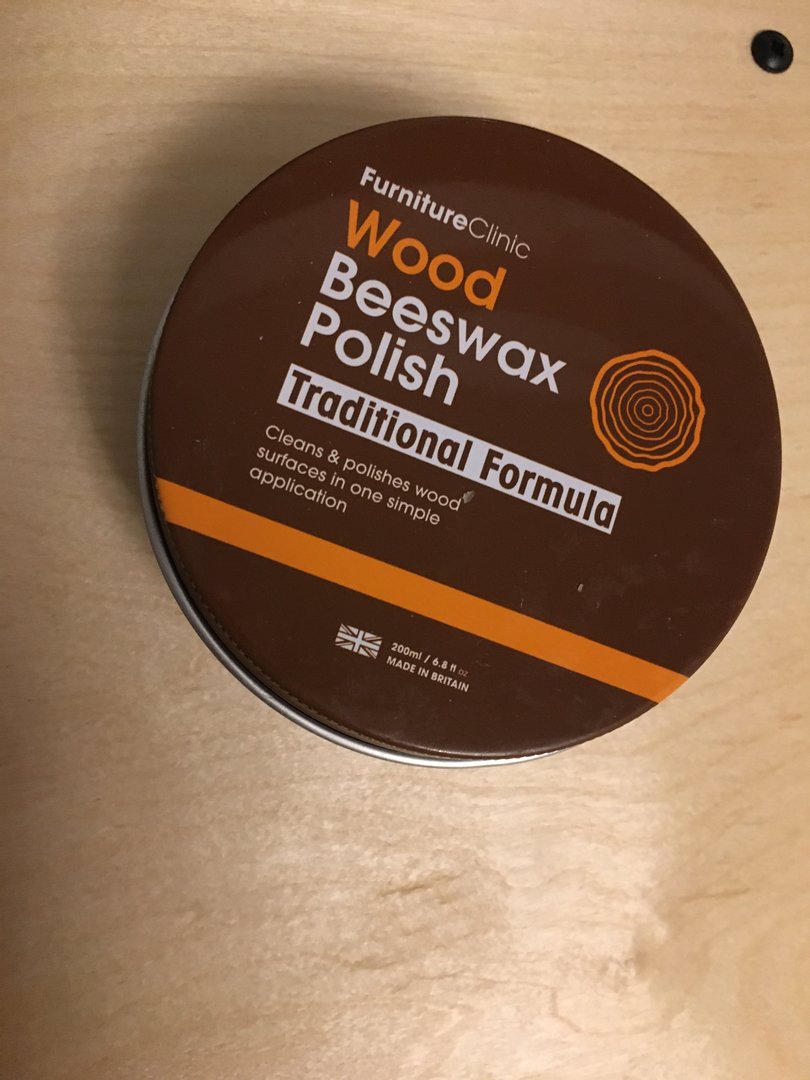 FurnitureClinic
Wood
Beeswax
Polish
Traditional Formula
Cleans & polishes wood
surfaces in one simple
application
200ml / 6.8 fl oz
MADE IN BRITAIN